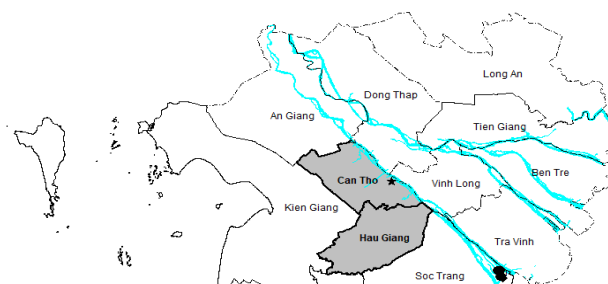 Long An
Dong Thap
An Giang
Tien Giang
Ben Tre
Can Tho
Vinh Long
Kien Giang
Hau Giang
Tra Vinh
Soc Trang